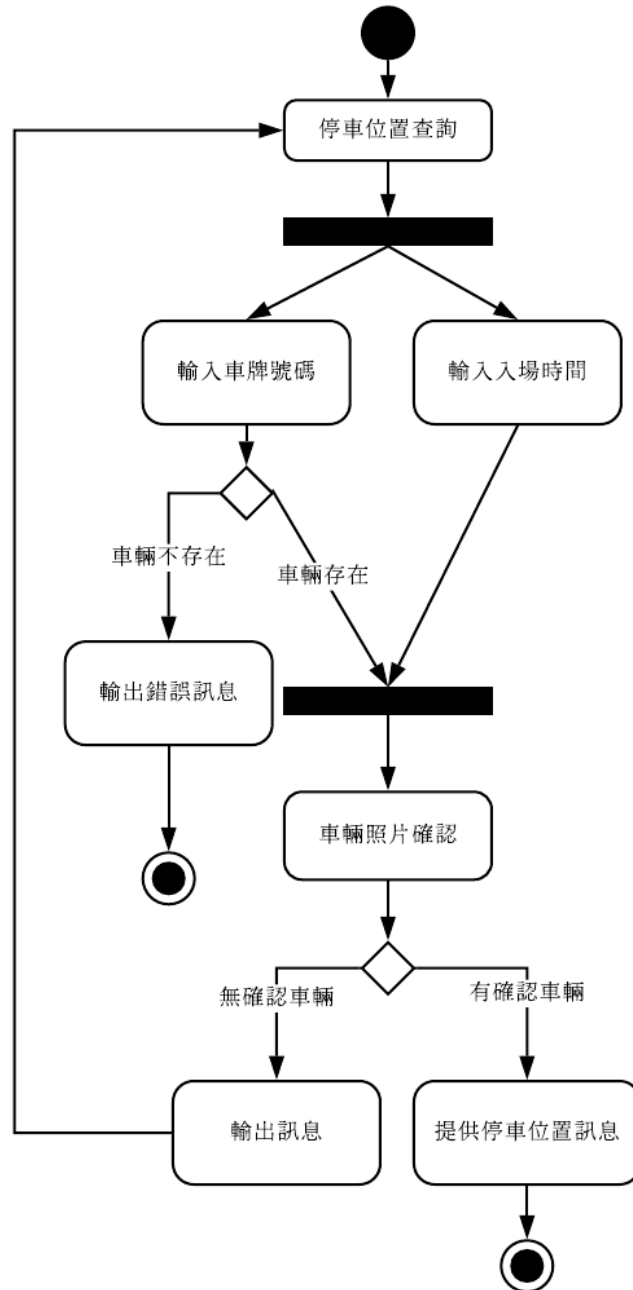 停車位置查詢
輸入車牌號碼
輸入入場時間
車輛不存在
車輛存在
輸出錯誤訊息
車輛照片確認
無確認車輛
有確認車輛
輸出訊息
提供停車位置訊息